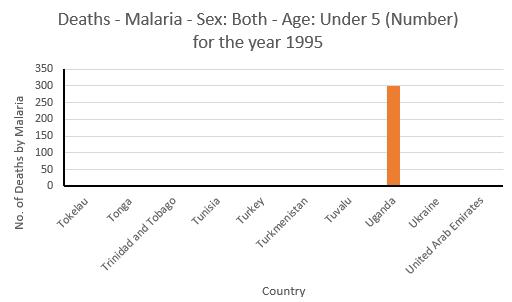 Deaths - Malaria - Sex: Both - Age: Under 5 (Number)
for the year 1995
350
300
250
200
150
100
50
0
No. of Deaths by Malaria
Tokelau
Tonga
Trinidad and Tobago
Tunisia
Turkey
Turkmenistan
Tuvalu
Uganda
Ukraine
United Arab Emirates
Country